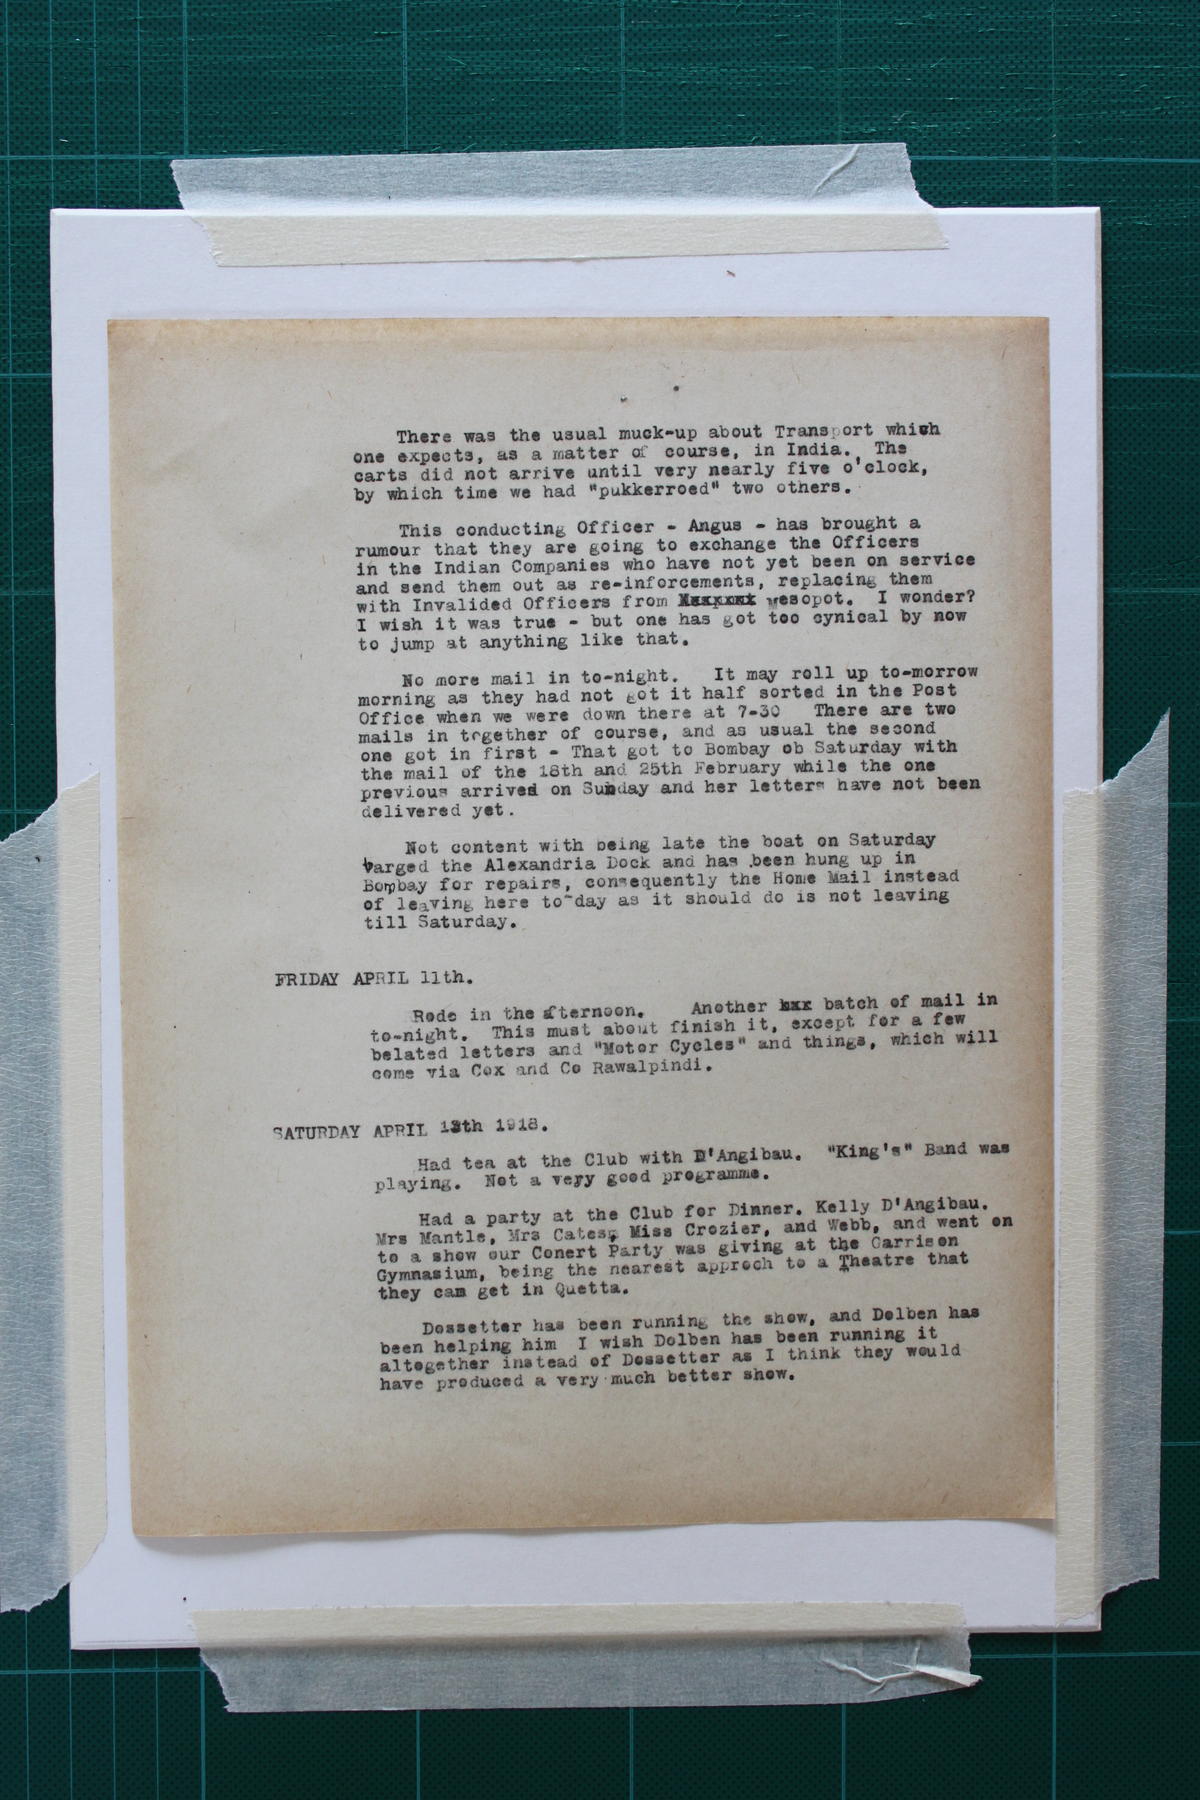 There was the usual muck-up about Transport which
one expects, as a matter of course, in India. The
carts did not arrive until very nearly five o'clock,
by which time we had "pukkerroed" two others.
This conducting Officer - Angus - has brought a
rumour that they are going to exchange the Officers
in the Indian Companies who have not yet been on service
and send them out as re-inforcements, replacing them
with Invalided Officers from Mesopot. I wonder?
I wish it was true - but one has got too cynical by now
to jump at anything like that.
No more mail in to-night. It may roll up to-morrow
morning as they had not got it half sorted in the Post
Office when we were down there at 7-30 There are two
mails in together of course, and as usual the second
one got in first - That got to Bombay ob Saturday with
the mail of the 18th and 25th February while the one
previous arrived on Sunday and her letters have not been
delivered yet.
Not content with being late the boat on Saturday
barged the Alexandria Dock and has been hung up in
Bombay for repairs, consequently the Home Mail instead
of leaving here to-day as it should do is not leaving
till Saturday.
FRIDAY APRIL 11th.
Rode in the afternoon. Another batch of mail in
to-night. This must about finish it, except for a few
belated letters and "Motor Cycles" and things, which will
come via Cox and Co Rawalpindi.
SATURDAY APRIL 1918.
Had tea at the Club with D'Angibau. "King's" Band was
playing. Not a very good programme.
Had a party at the Club for Dinner. Kelly D'Angibau.
Mrs Mantle, Mrs Cates, Miss Crozier, and Webb, and went on
to a show our Conert Party was giving at the Garrison
Gymnasium, being the nearest approch to a Theatre that
they can get in Quetta.
Dossetter has been running the show, and Dolben has
been helping him I wish Dolben has been running it
altogether instead of Dossetter as I think they would
have produced a very much better show.